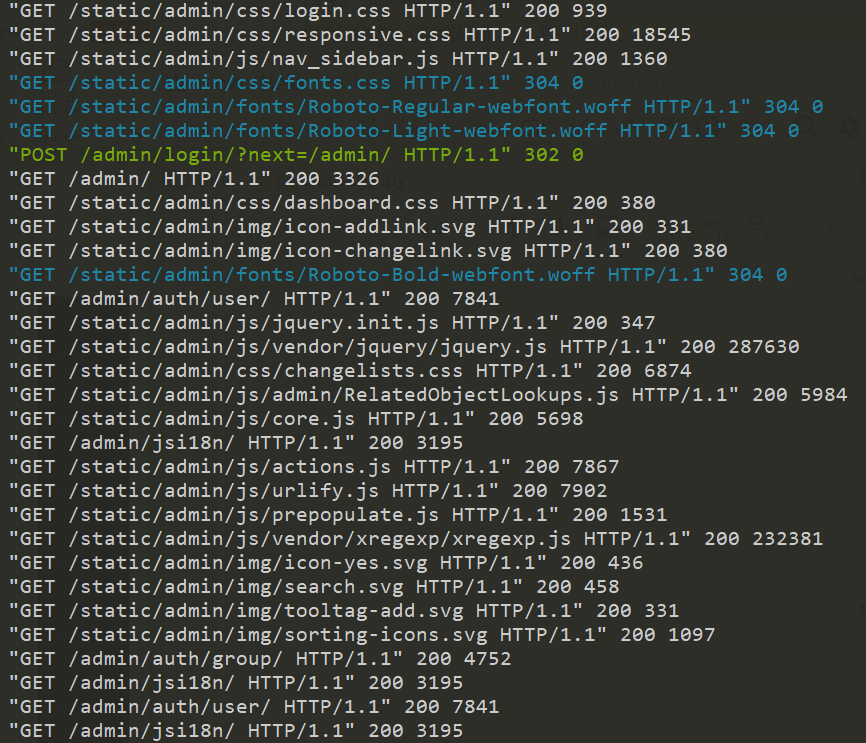 "GET /static/admin/css/login.css HTTP/1.1" 200 939
"GET /static/admin/css/responsive.css HTTP/1.1" 200 18545
"GET /static/admin/js/nav_sidebar.js HTTP/1.1" 200 1360
"GET /static/admin/css/fonts.css HTTP/1.1" 304 0
"GET /static/admin/fonts/Roboto-Regular-webfont.woff HTTP/1.1" 304 0
"GET /static/admin/fonts/Roboto-Light-webfont.woff HTTP/1.1" 304 0
"POST /admin/login/?next=/admin/ HTTP/1.1" 302 0
"GET /admin/ HTTP/1.1" 200 3326
"GET /static/admin/css/dashboard.css HTTP/1.1" 200 380
"GET /static/admin/img/icon-addlink.svg HTTP/1.1" 200 331
"GET /static/admin/img/icon-changelink.svg HTTP/1.1" 200 380
"GET /static/admin/fonts/Roboto-Bold-webfont.woff HTTP/1.1" 304 0
"GET /admin/auth/user/ HTTP/1.1" 200 7841
"GET /static/admin/js/jquery.init.js HTTP/1.1" 200 347
"GET /static/admin/js/vendor/jquery/jquery.js HTTP/1.1" 200 287630
"GET /static/admin/css/changelists.css HTTP/1.1" 200 6874
"GET /static/admin/js/admin/RelatedObjectLookups.js HTTP/1.1" 200 5984
"GET /static/admin/js/core.js HTTP/1.1" 200 5698
"GET /admin/jsi18n/ HTTP/1.1" 200 3195
"GET /static/admin/js/actions.js HTTP/1.1" 200 7867
"GET /static/admin/js/urlify.js HTTP/1.1" 200 7902
"GET /static/admin/js/prepopulate.js HTTP/1.1" 200 1531
"GET /static/admin/js/vendor/xregexp/xregexp.js HTTP/1.1" 200 232381
"GET /static/admin/img/icon-yes.svg HTTP/1.1" 200 436
"GET /static/admin/img/search.svg HTTP/1.1" 200 458
"GET /static/admin/img/tooltag-add.svg HTTP/1.1" 200 331
"GET /static/admin/img/sorting-icons.svg HTTP/1.1" 200 1097
"GET /admin/auth/group/ HTTP/1.1" 200 4752
"GET /admin/jsi18n/ HTTP/1.1" 200 3195
"GET /admin/auth/user/ HTTP/1.1" 200 7841
"GET /admin/jsi18n/ HTTP/1.1" 200 3195